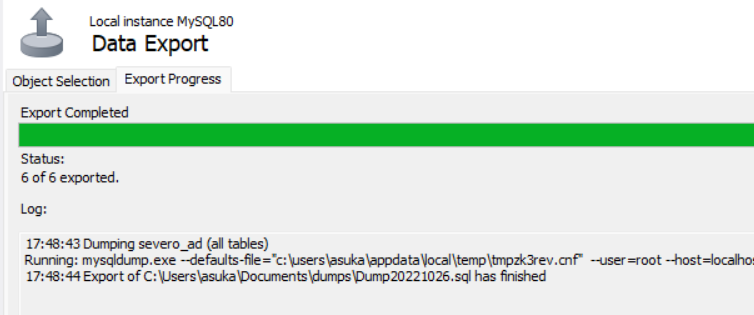 Local instance MySQL80
Data Export
Object Selection Export Progress
Export Completed
Status:
6 of 6 exported.
Log:
17:48:43 Dumping severo_ad (all tables)
Running: mysqldump.exe --defaults-file="c:\users\asuka\appdata\local\temp\tmpzk3rev.cnf" --user=root --host=localhos
17:48:44 Export of C:\Users\asuka\Documents\dumps\Dump20221026.sql has finished